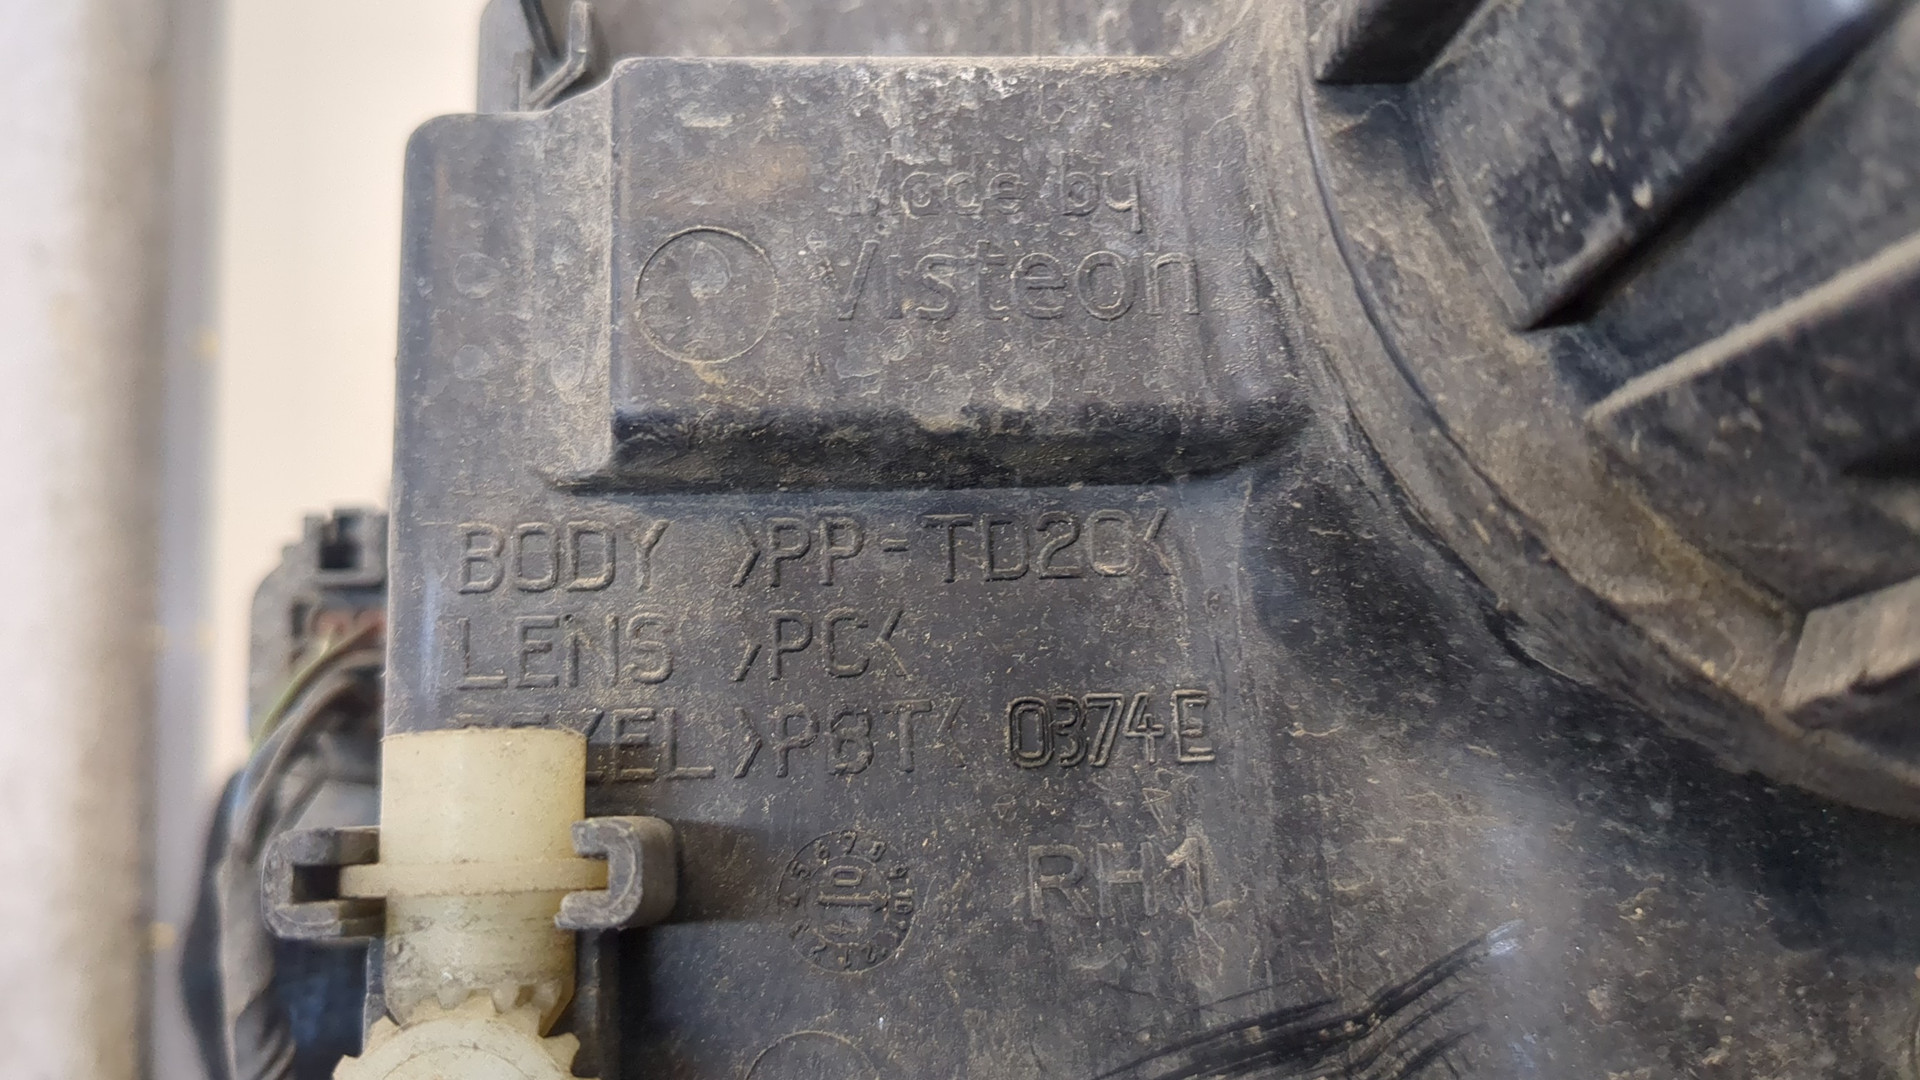 Made by
Visteon
BODY >PP-TD20<
LENS >PC<
>PBT< 0374E
RH1